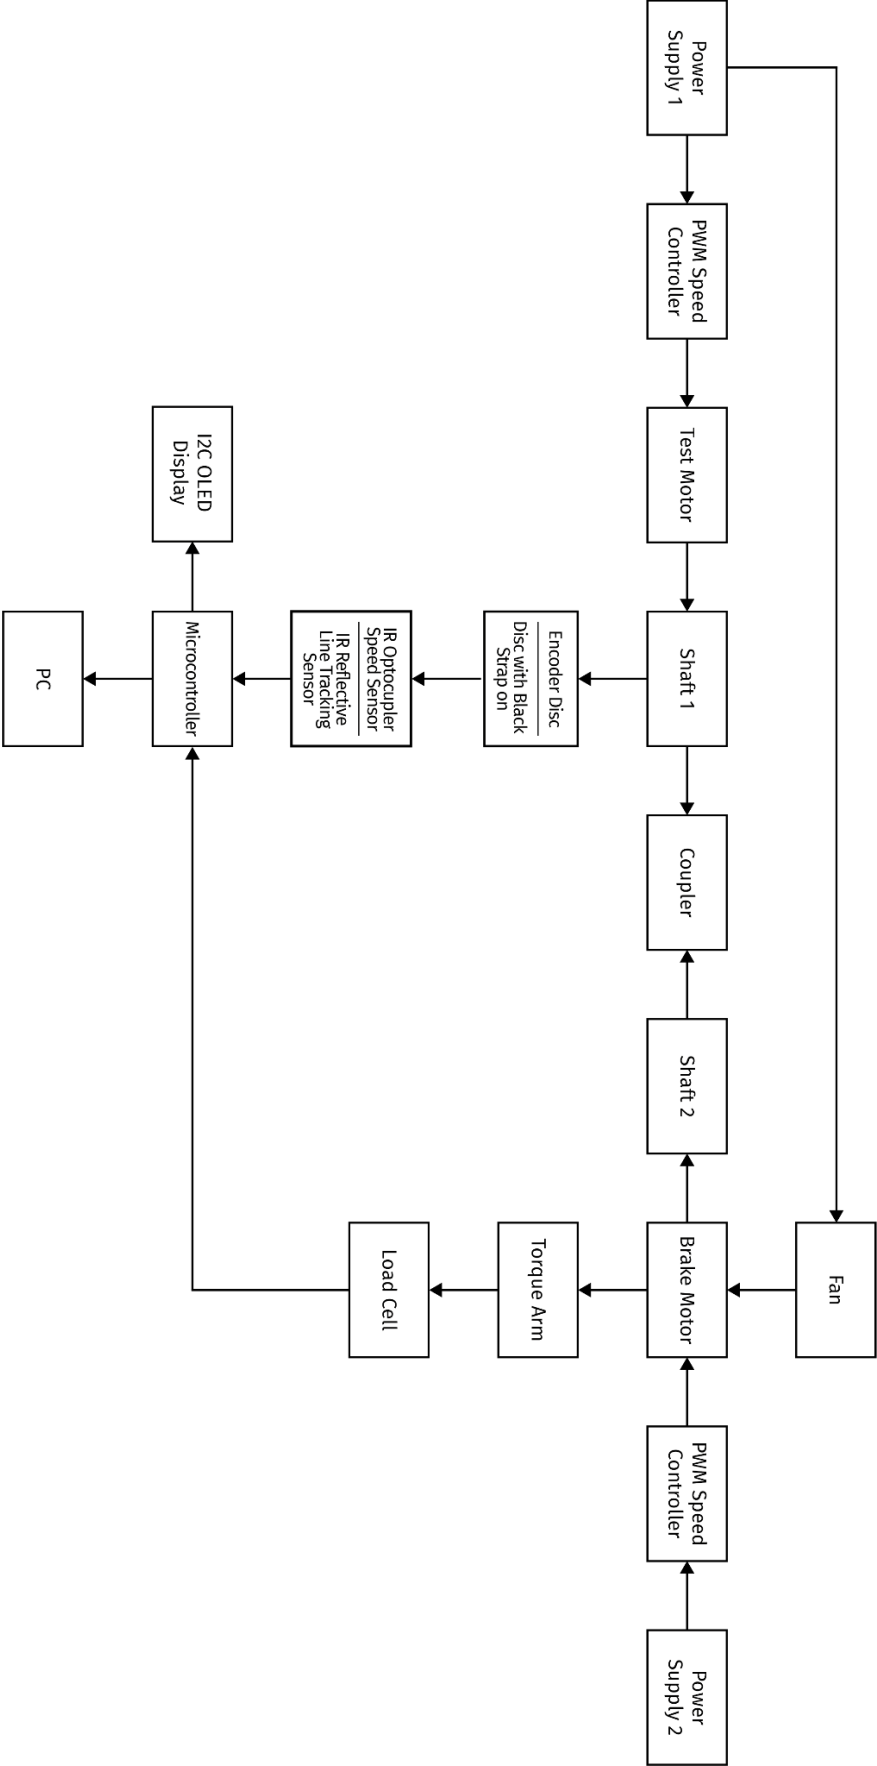 Fan
Power
Supply 1
PWM Speed
Controller
Test Motor
Shaft 1
Coupler
Shaft 2
Brake Motor
PWM Speed
Controller
Power
Supply 2
Encoder Disc
Disc with Black
Strap on
Torque Arm
IR Optocupler
Speed Sensor
IR Reflective
Line Tracking
Sensor
Load Cell
I2C OLED
Display
Microcontroller
PC